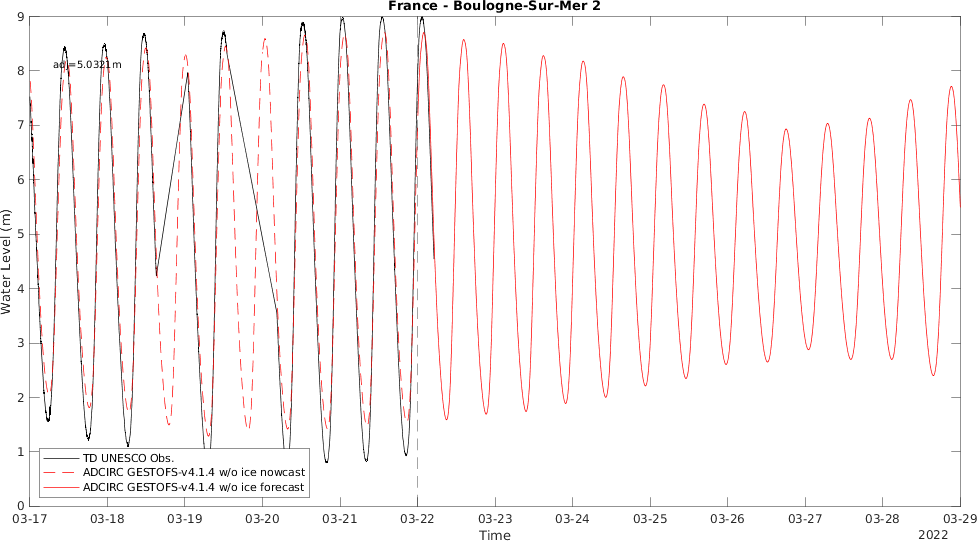 France - Boulogne-Sur-Mer 2
adj=5.0321m
9
8
7
6
5
4
3
2
1
0
Water Level (m)
TD UNESCO Obs.
ADCIRC GESTOFS-v4.1.4 w/o ice nowcast
ADCIRC GESTOFS-v4.1.4 w/o ice forecast
03-17 03-18 03-19 03-20 03-21 03-22 03-23 03-24 03-25 03-26 03-27 03-28 03-29
Time
2022